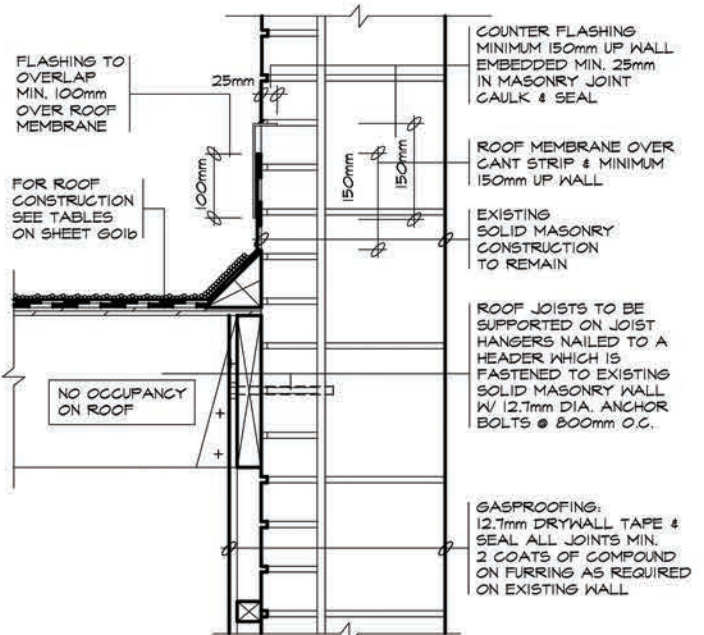 FLASHING TO
OVERLAP
MIN. 100mm
OVER ROOF
MEMBRANE
FOR ROOF
CONSTRUCTION
SEE TABLES
ON SHEET G016
NO OCCUPANCY
ON ROOF
25mm
100mm
150mm
150mm
COUNTER FLASHING
MINIMUM 150mm UP WALL
EMBEDDED MIN. 25mm
IN MASONRY JOINT
CAULK & SEAL
ROOF MEMBRANE OVER
CANT STRIP & MINIMUM
150mm UP WALL
EXISTING
SOLID MASONRY
CONSTRUCTION
TO REMAIN
ROOF JOISTS TO BE
SUPPORTED ON JOIST
HANGERS NAILED TO A
HEADER WHICH IS
FASTENED TO EXISTING
SOLID MASONRY WALL
W/ 12.7mm DIA. ANCHOR
BOLTS @ 800mm O.C.
GASPROOFING:
12.7mm DRYWALL TAPE &
SEAL ALL JOINTS MIN.
2 COATS OF COMPOUND
ON FURRING AS REQUIRED
ON EXISTING WALL